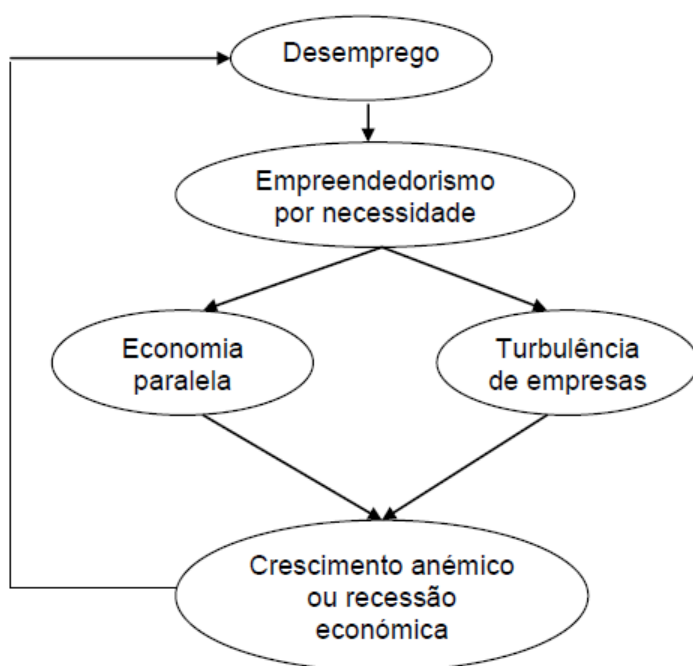 Desemprego
Empreendedorismo
por necessidade
Economia
paralela
Turbulência
de empresas
Crescimento anémico
ou recessão
económica